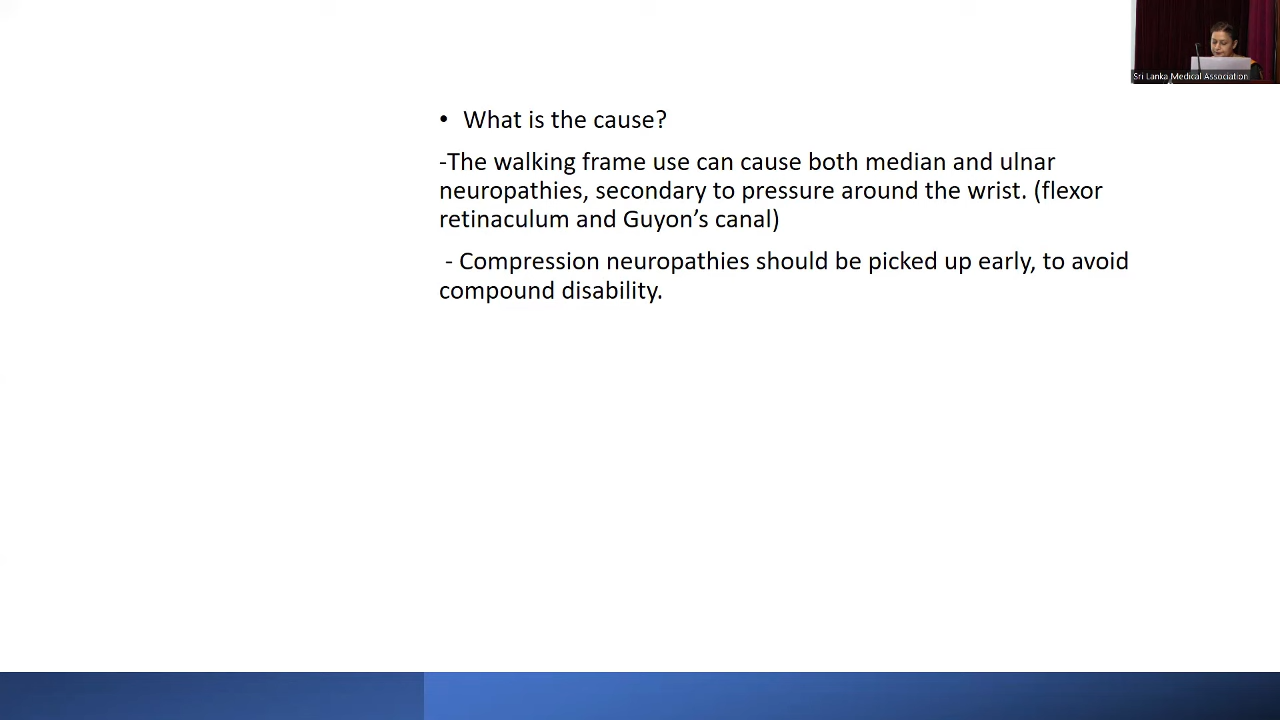 Sri Lanka Medical Association
• What is the cause?
-The walking frame use can cause both median and ulnar
neuropathies, secondary to pressure around the wrist. (flexor
retinaculum and Guyon’s canal)
- Compression neuropathies should be picked up early, to avoid
compound disability.